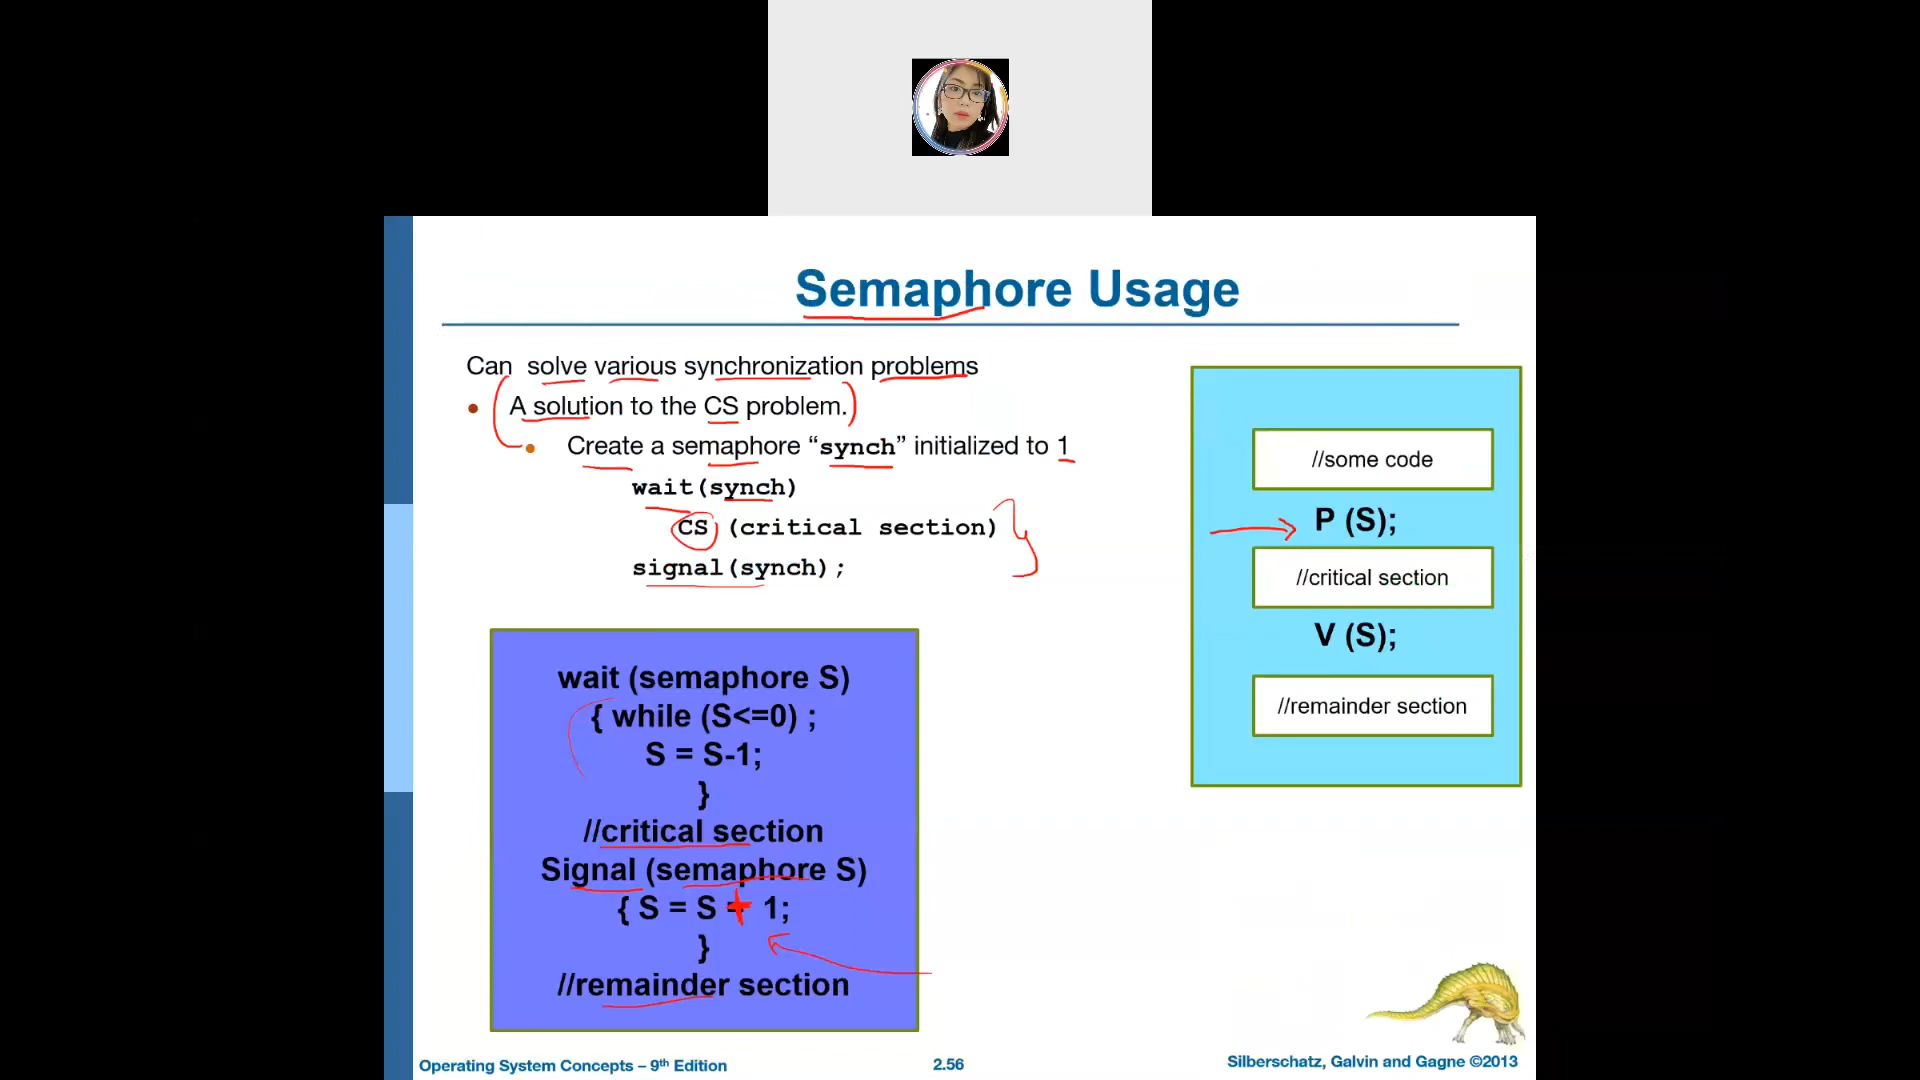 Semaphore Usage
Can solve various synchronization problems
• A solution to the CS problem.
• Create a semaphore “synch” initialized to 1
wait(synch)
CS (critical section)
signal(synch);
wait (semaphore S)
{ while (S<=0) ;
S = S-1;
}
//critical section
Signal (semaphore S)
{ S = S + 1;
}
//remainder section
//some code
P (S);
//critical section
V (S);
//remainder section
Operating System Concepts – 9th Edition
2.56
Silberschatz, Galvin and Gagne ©2013